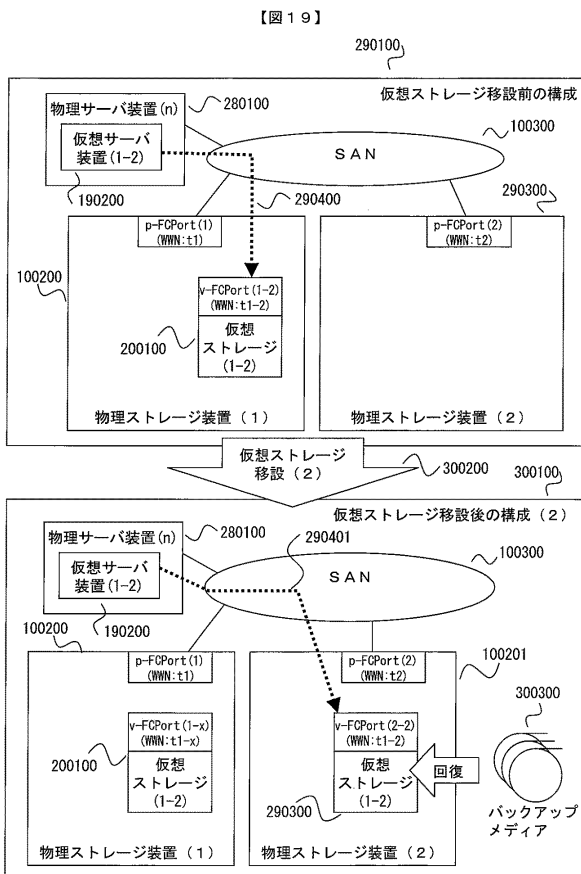 【図19】
290100
仮想ストレージ移設前の構成
物理サーバ装置(n)
280100
仮想サーバ
装置(1-2)
190200
100300
SAN
290400
290300
p-FCPort(1)
(WWN:t1)
p-FCPort(2)
(WWN:t2)
100200
v-FCPort(1-2)
(WWN:t1-2)
仮想
ストレージ
(1-2)
200100
物理ストレージ装置(1)
物理ストレージ装置(2)
仮想ストレージ
移設(2)
300200
300100
仮想ストレージ移設後の構成(2)
物理サーバ装置(n)
280100
仮想サーバ
装置(1-2)
190200
290401
100300
SAN
100200
p-FCPort(1)
(WWN:t1)
p-FCPort(2)
(WWN:t2)
100201
v-FCPort(1-x)
(WWN:t1-x)
仮想
ストレージ
(1-2)
200100
v-FCPort(2-2)
(WWN:t1-2)
仮想
ストレージ
(1-2)
290300
回復
300300
バックアップ
メディア
物理ストレージ装置(1)
物理ストレージ装置(2)